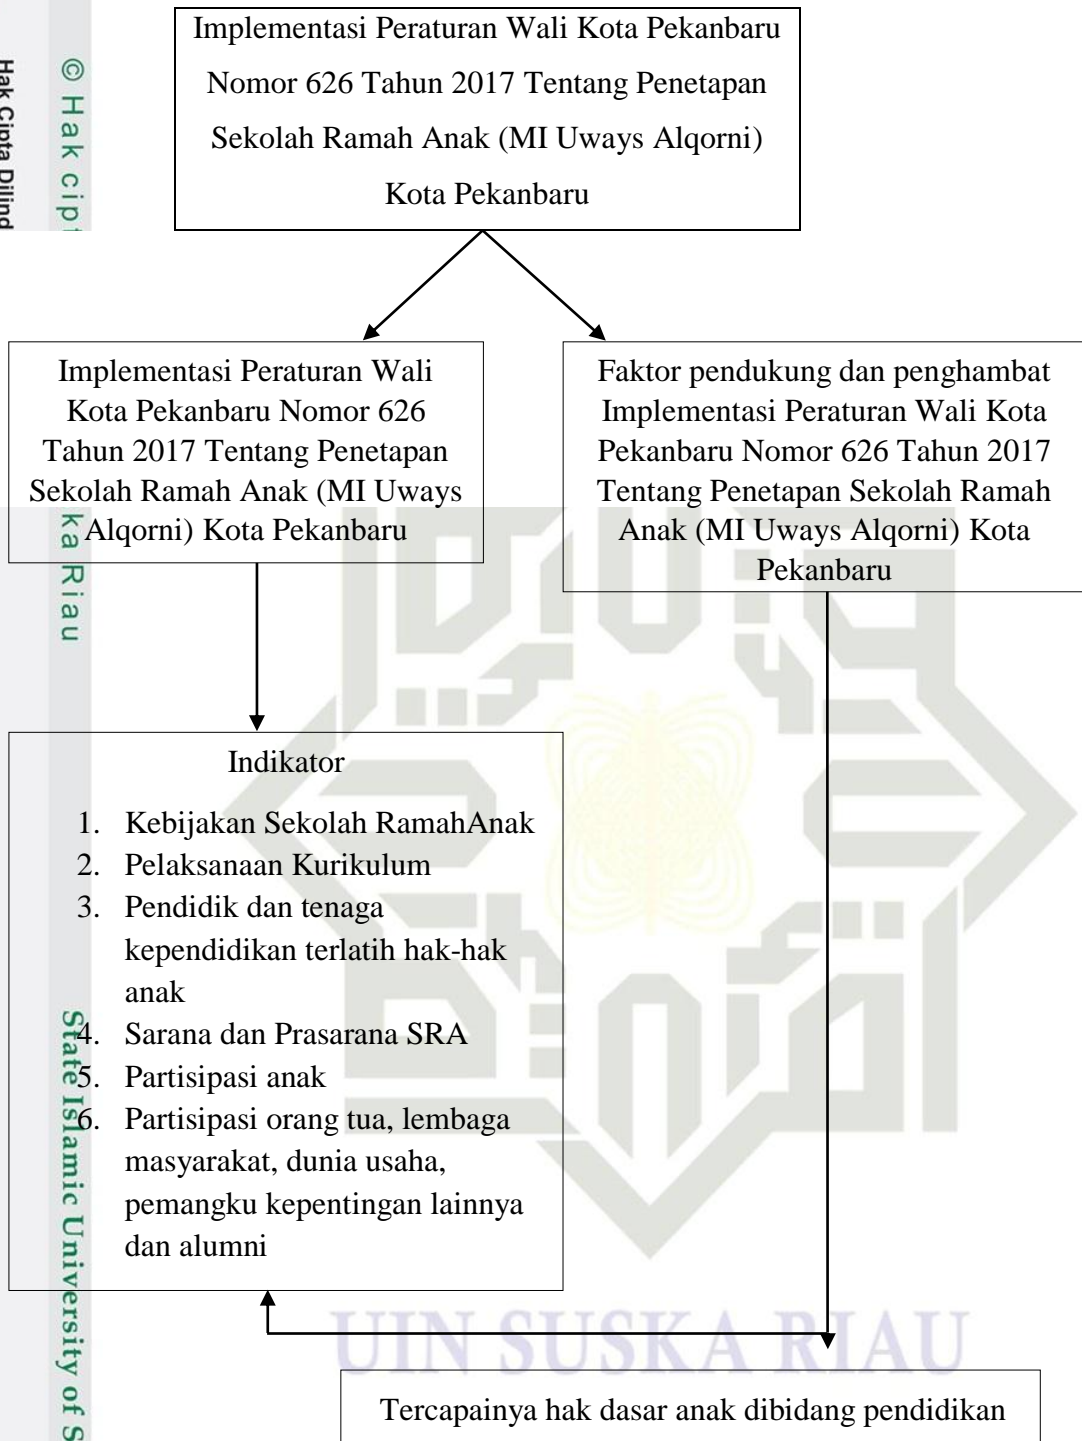 Implementasi Peraturan Wali Kota Pekanbaru
Nomor 626 Tahun 2017 Tentang Penetapan
Sekolah Ramah Anak (MI Uways Alqorni)
Kota Pekanbaru
Implementasi Peraturan Wali
Kota Pekanbaru Nomor 626
Tahun 2017 Tentang Penetapan
Sekolah Ramah Anak (MI Uways
Alqorni) Kota Pekanbaru
Faktor pendukung dan penghambat
Implementasi Peraturan Wali Kota
Pekanbaru Nomor 626 Tahun 2017
Tentang Penetapan Sekolah Ramah
Anak (MI Uways Alqorni) Kota
Pekanbaru
Indikator
1. Kebijakan Sekolah RamahAnak
2. Pelaksanaan Kurikulum
3. Pendidik dan tenaga
kependidikan terlatih hak-hak
anak
4. Sarana dan Prasarana SRA
5. Partisipasi anak
6. Partisipasi orang tua, lembaga
masyarakat, dunia usaha,
pemangku kepentingan lainnya
dan alumni
Tercapainya hak dasar anak dibidang pendidikan
UIN SUSKA RIAU
© Hak cipt
ka Riau
State Islamic University of S
Hak Cipta Dilind